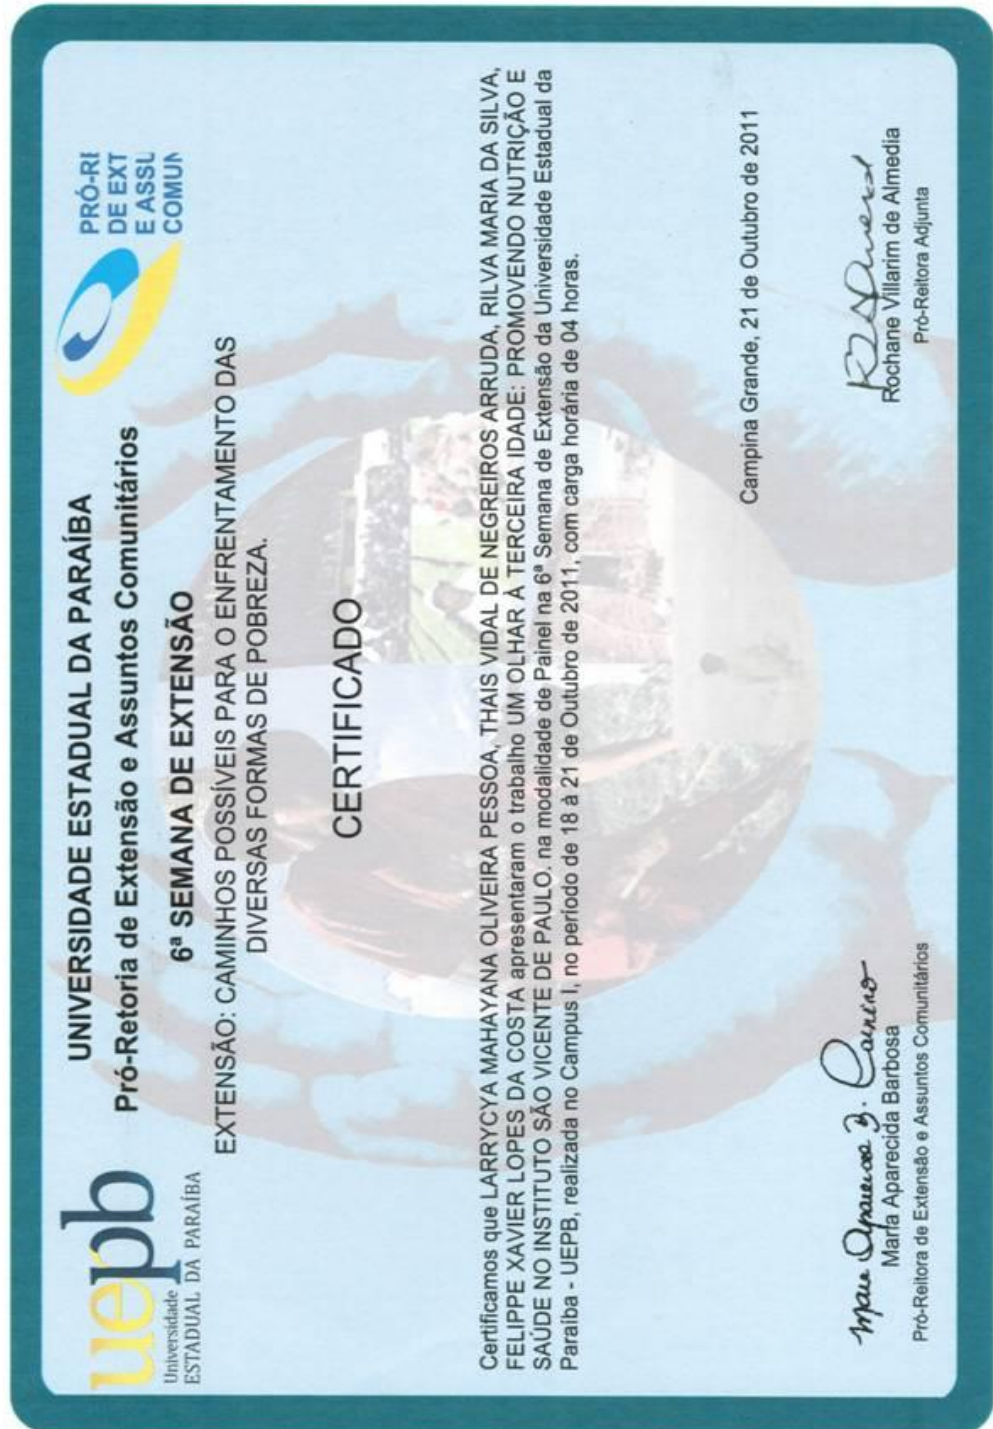 uepb
Universidade
ESTADUAL DA PARAÍBA
UNIVERSIDADE ESTADUAL DA PARAÍBA
Pró-Retoria de Extensão e Assuntos Comunitários
PRÓ-RE
DE EXT
E ASSU
COMUN
6ª SEMANA DE EXTENSÃO
EXTENSÃO: CAMINHOS POSSÍVEIS PARA O ENFRENTAMENTO DAS
DIVERSAS FORMAS DE POBREZA.
CERTIFICADO
Certificamos que LARRYCYA MAHAYANA OLIVEIRA PESSOA, THAIS VIDAL DE NEGREIROS ARRUDA, RILVA MARIA DA SILVA,
FELIPPE XAVIER LOPES DA COSTA apresentaram o trabalho UM OLHAR À TERCEIRA IDADE: PROMOVENDO NUTRIÇÃO E
SAÚDE NO INSTITUTO SÃO VICENTE DE PAULO. na modalidade de Painel na 6ª Semana de Extensão da Universidade Estadual da
Paraíba - UEPB, realizada no Campus I, no período de 18 à 21 de Outubro de 2011, com carga horária de 04 horas.
Campina Grande, 21 de Outubro de 2011
Maria Aparecida Barbosa
Pró-Reitora de Extensão e Assuntos Comunitários
Rochane Villarim de Almedia
Pró-Reitora Adjunta